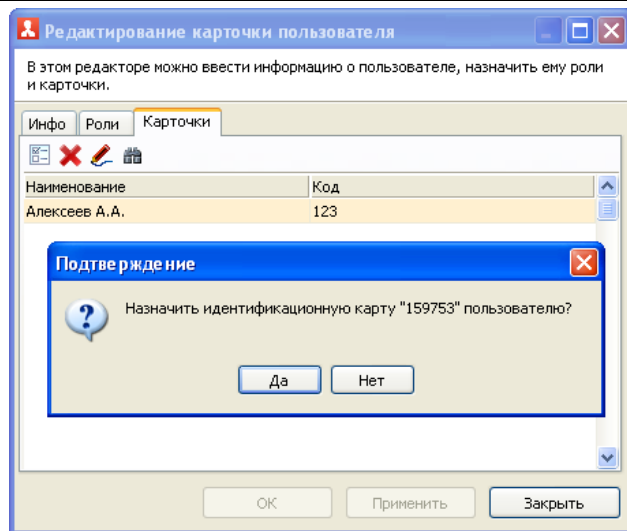 Редактирование карточки пользователя
В этом редакторе можно ввести информацию о пользователе, назначить ему роли
и карточки.
Инфо Роли Карточки
Наименование Код
Алексеев А.А. 123
Подтверждение
Назначить идентификационную карту "159753" пользователю?
Да Нет
ОК Применить Закрыть